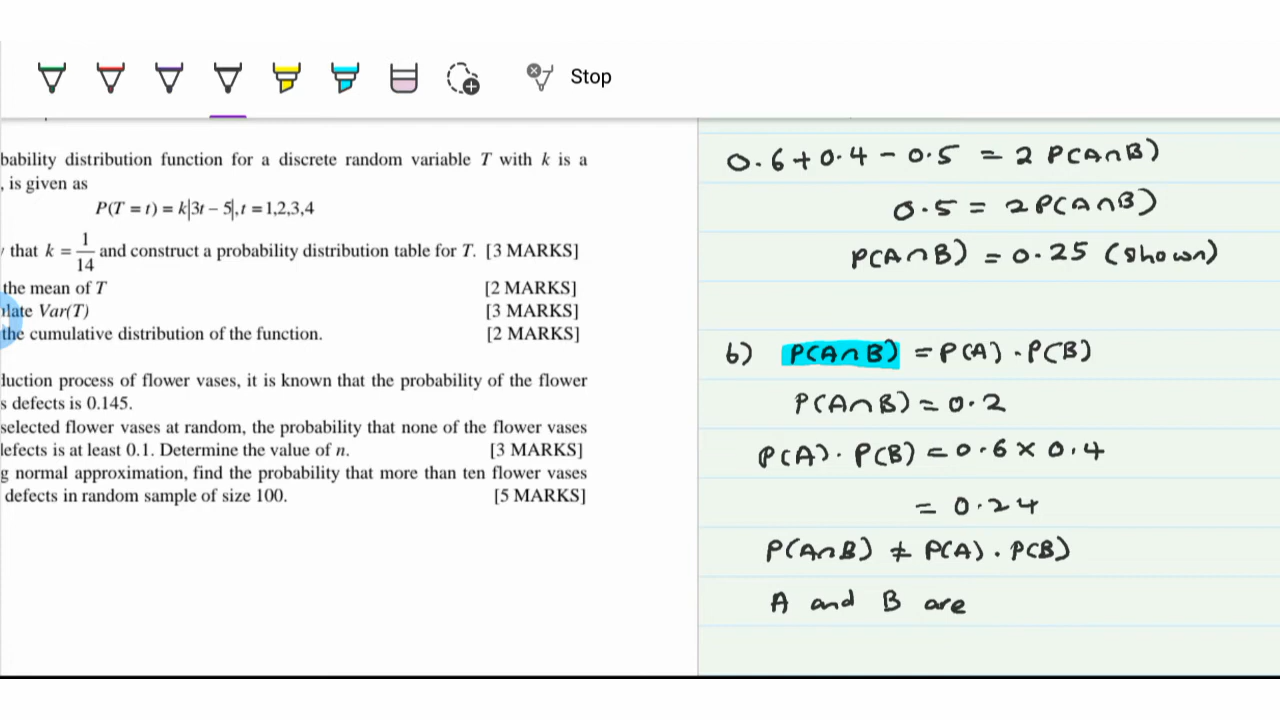 Stop
bability distribution function for a discrete random variable T with k is a
, is given as
P(T = t) = k|3t – 5|, t = 1,2,3,4
that k = 1/14 and construct a probability distribution table for T. [3 MARKS]
the mean of T [2 MARKS]
late Var(T) [3 MARKS]
the cumulative distribution of the function. [2 MARKS]
luction process of flower vases, it is known that the probability of the flower
s defects is 0.145.
selected flower vases at random, the probability that none of the flower vases
lefects is at least 0.1. Determine the value of n. [3 MARKS]
g normal approximation, find the probability that more than ten flower vases
defects in random sample of size 100. [5 MARKS]
0.6 + 0.4 - 0.5 = 2 P(A∩B)
0.5 = 2P(A∩B)
P(A∩B) = 0.25 (shown)
b) P(A∩B) = P(A) . P(B)
P(A∩B) = 0.2
P(A) . P(B) = 0.6 × 0.4
= 0.24
P(A∩B) ≠ P(A) . P(B)
A and B are